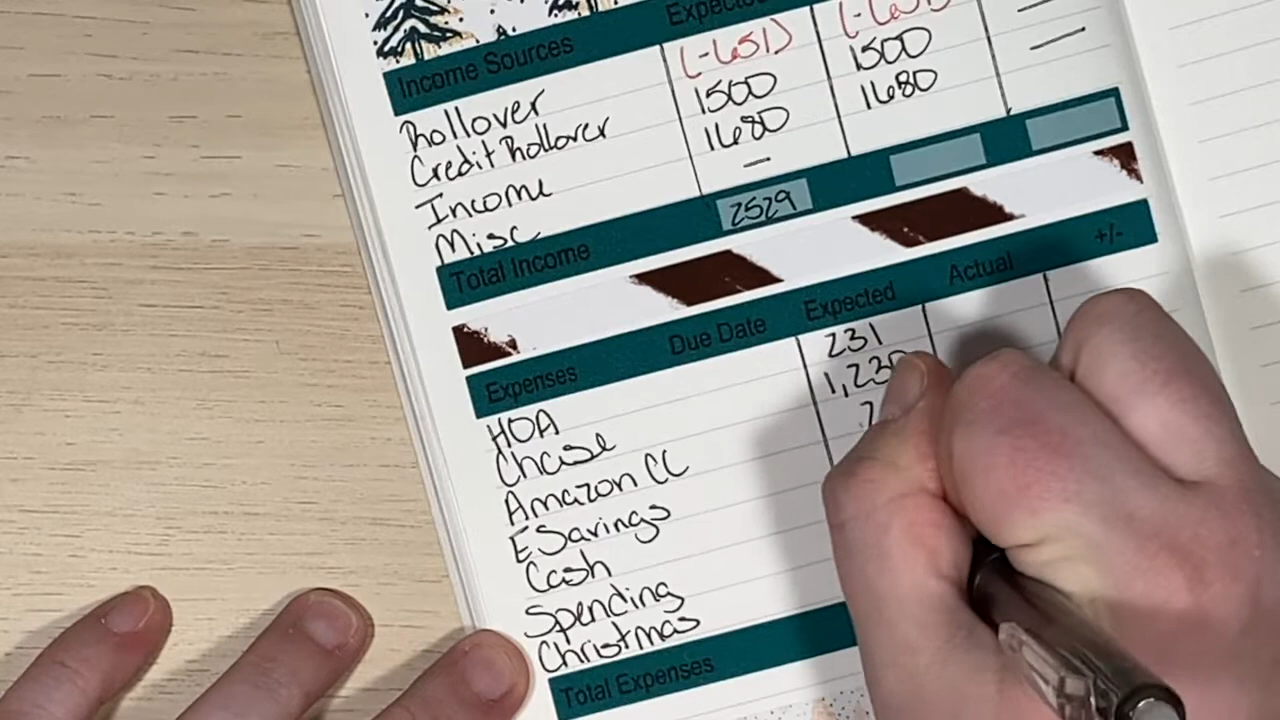 Expected
Income Sources
Rollover (-651) (-651)
Credit Rollover 1500 1500
Income 1680 1680
Misc —
Total Income 2529
Expenses Due Date Expected Actual +/-
HOA 231
Chase
Amazon CC
E Savings
Cash
Spending
Christmas
Total Expenses